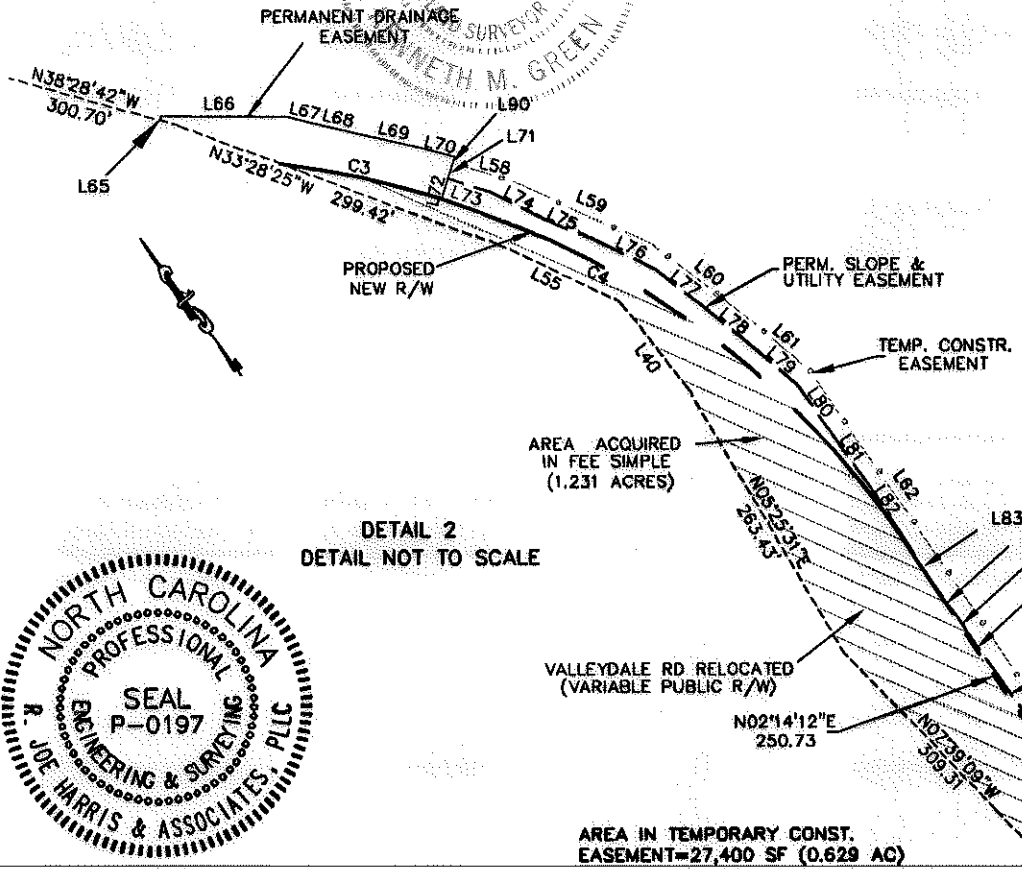 PERMANENT DRAINAGE
EASEMENT
SURVEYOR
KENNETH M. GREEN
N38°28'42"W
300.70'
L66
L67
L68
L69
L70
L90
L71
L65
N33°28'25"W
299.42'
C3
L72
L73
L58
L74
L75
L59
L76
L60
L77
L78
L61
L79
L80
L81
L82
L62
L83
PROPOSED
NEW R/W
L55
C4
L40
PERM. SLOPE &
UTILITY EASEMENT
TEMP. CONSTR.
EASEMENT
AREA ACQUIRED
IN FEE SIMPLE
(1.231 ACRES)
N05°25'31"E
263.43'
DETAIL 2
DETAIL NOT TO SCALE
VALLEYDALE RD RELOCATED
(VARIABLE PUBLIC R/W)
N02°14'12"E
250.73
N07°39'09"W
309.31
NORTH CAROLINA
PROFESSIONAL
SEAL
P-0197
ENGINEERING & SURVEYING
R. JOE HARRIS & ASSOCIATES, PLLC
AREA IN TEMPORARY CONST.
EASEMENT=27,400 SF (0.629 AC)